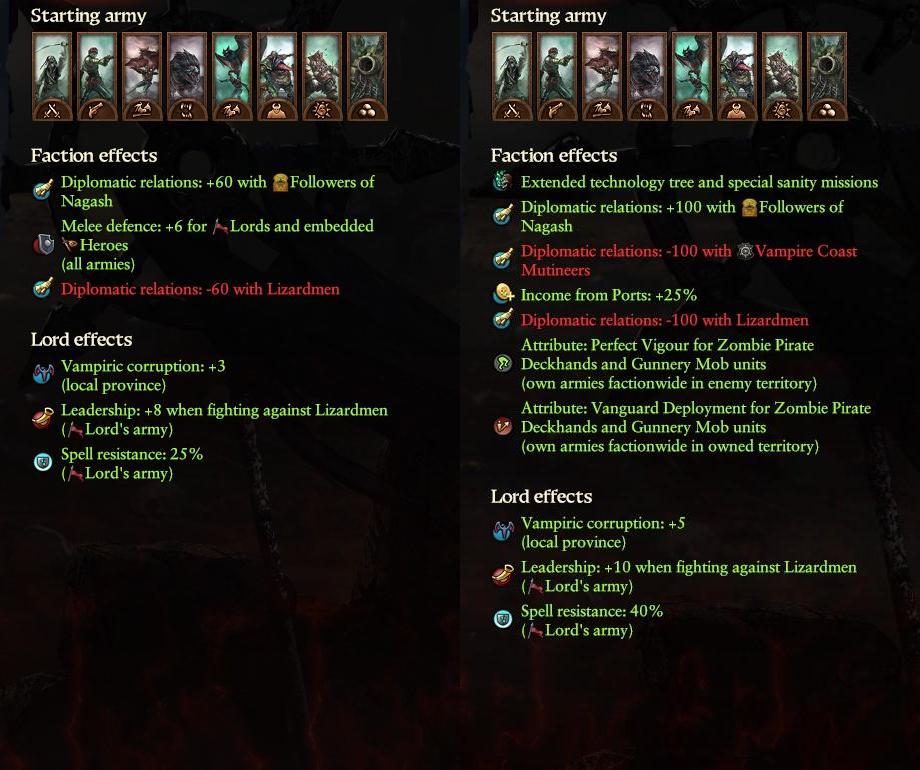 Starting army
Faction effects
Diplomatic relations: +60 with Followers of
Nagash
Melee defence: +6 for Lords and embedded
Heroes
(all armies)
Diplomatic relations: -60 with Lizardmen
Lord effects
Vampiric corruption: +3
(local province)
Leadership: +8 when fighting against Lizardmen
(Lord's army)
Spell resistance: 25%
(Lord's army)
Starting army
Faction effects
Extended technology tree and special sanity missions
Diplomatic relations: +100 with Followers of
Nagash
Diplomatic relations: -100 with Vampire Coast
Mutineers
Income from Ports: +25%
Diplomatic relations: -100 with Lizardmen
Attribute: Perfect Vigour for Zombie Pirate
Deckhands and Gunnery Mob units
(own armies factionwide in enemy territory)
Attribute: Vanguard Deployment for Zombie Pirate
Deckhands and Gunnery Mob units
(own armies factionwide in owned territory)
Lord effects
Vampiric corruption: +5
(local province)
Leadership: +10 when fighting against Lizardmen
(Lord's army)
Spell resistance: 40%
(Lord's army)